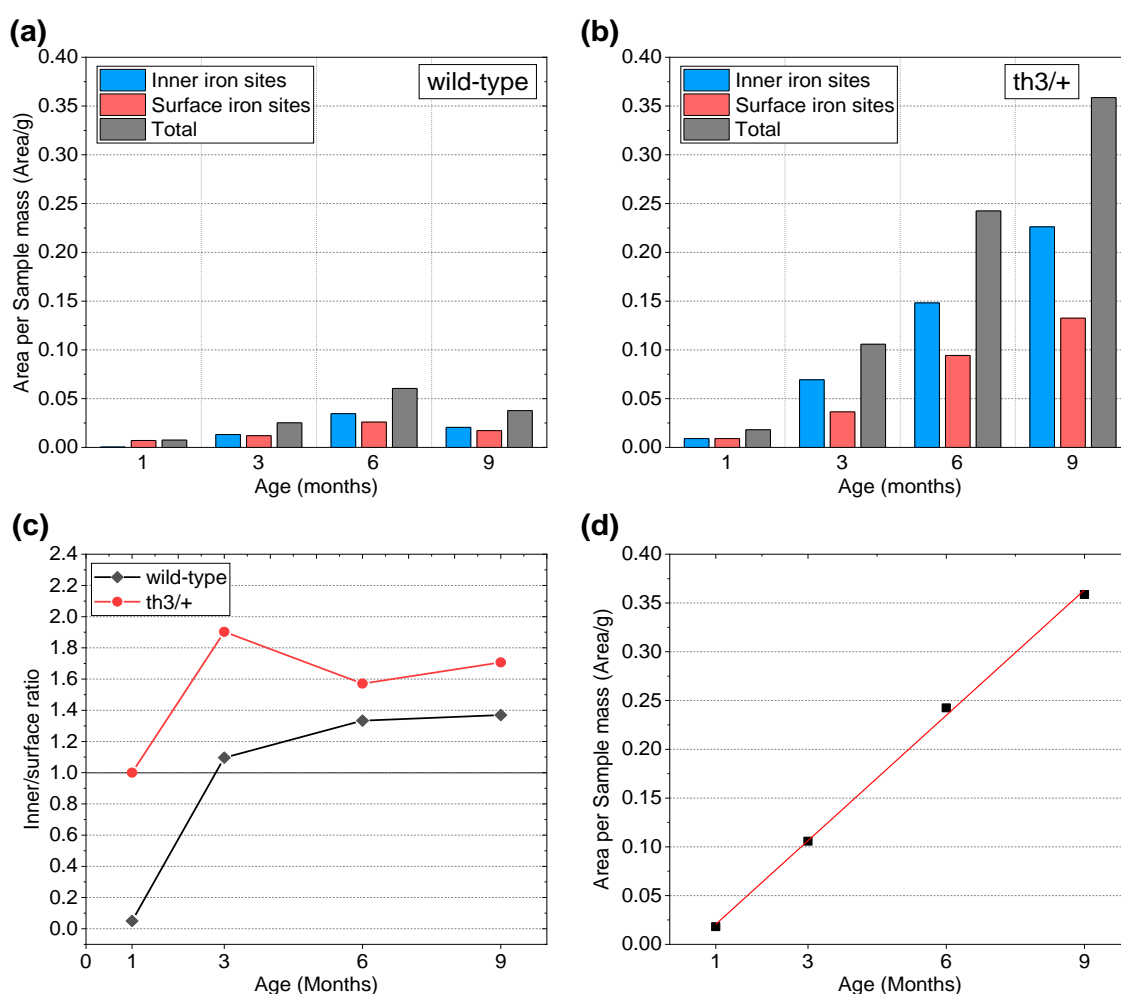 (a)
0.40
0.35
0.30
0.25
0.20
0.15
0.10
0.05
0.00
Area per Sample mass (Area/g)
Inner iron sites
Surface iron sites
Total
wild-type
1 3 6 9
Age (months)
(b)
0.40
0.35
0.30
0.25
0.20
0.15
0.10
0.05
0.00
Inner iron sites
Surface iron sites
Total
th3/+
1 3 6 9
Age (months)
(c)
2.4
2.2
2.0
1.8
1.6
1.4
1.2
1.0
0.8
0.6
0.4
0.2
0.0
Inner/surface ratio
wild-type
th3/+
0 1 3 6 9
Age (Months)
(d)
0.40
0.35
0.30
0.25
0.20
0.15
0.10
0.05
0.00
Area per Sample mass (Area/g)
1 3 6 9
Age (Months)